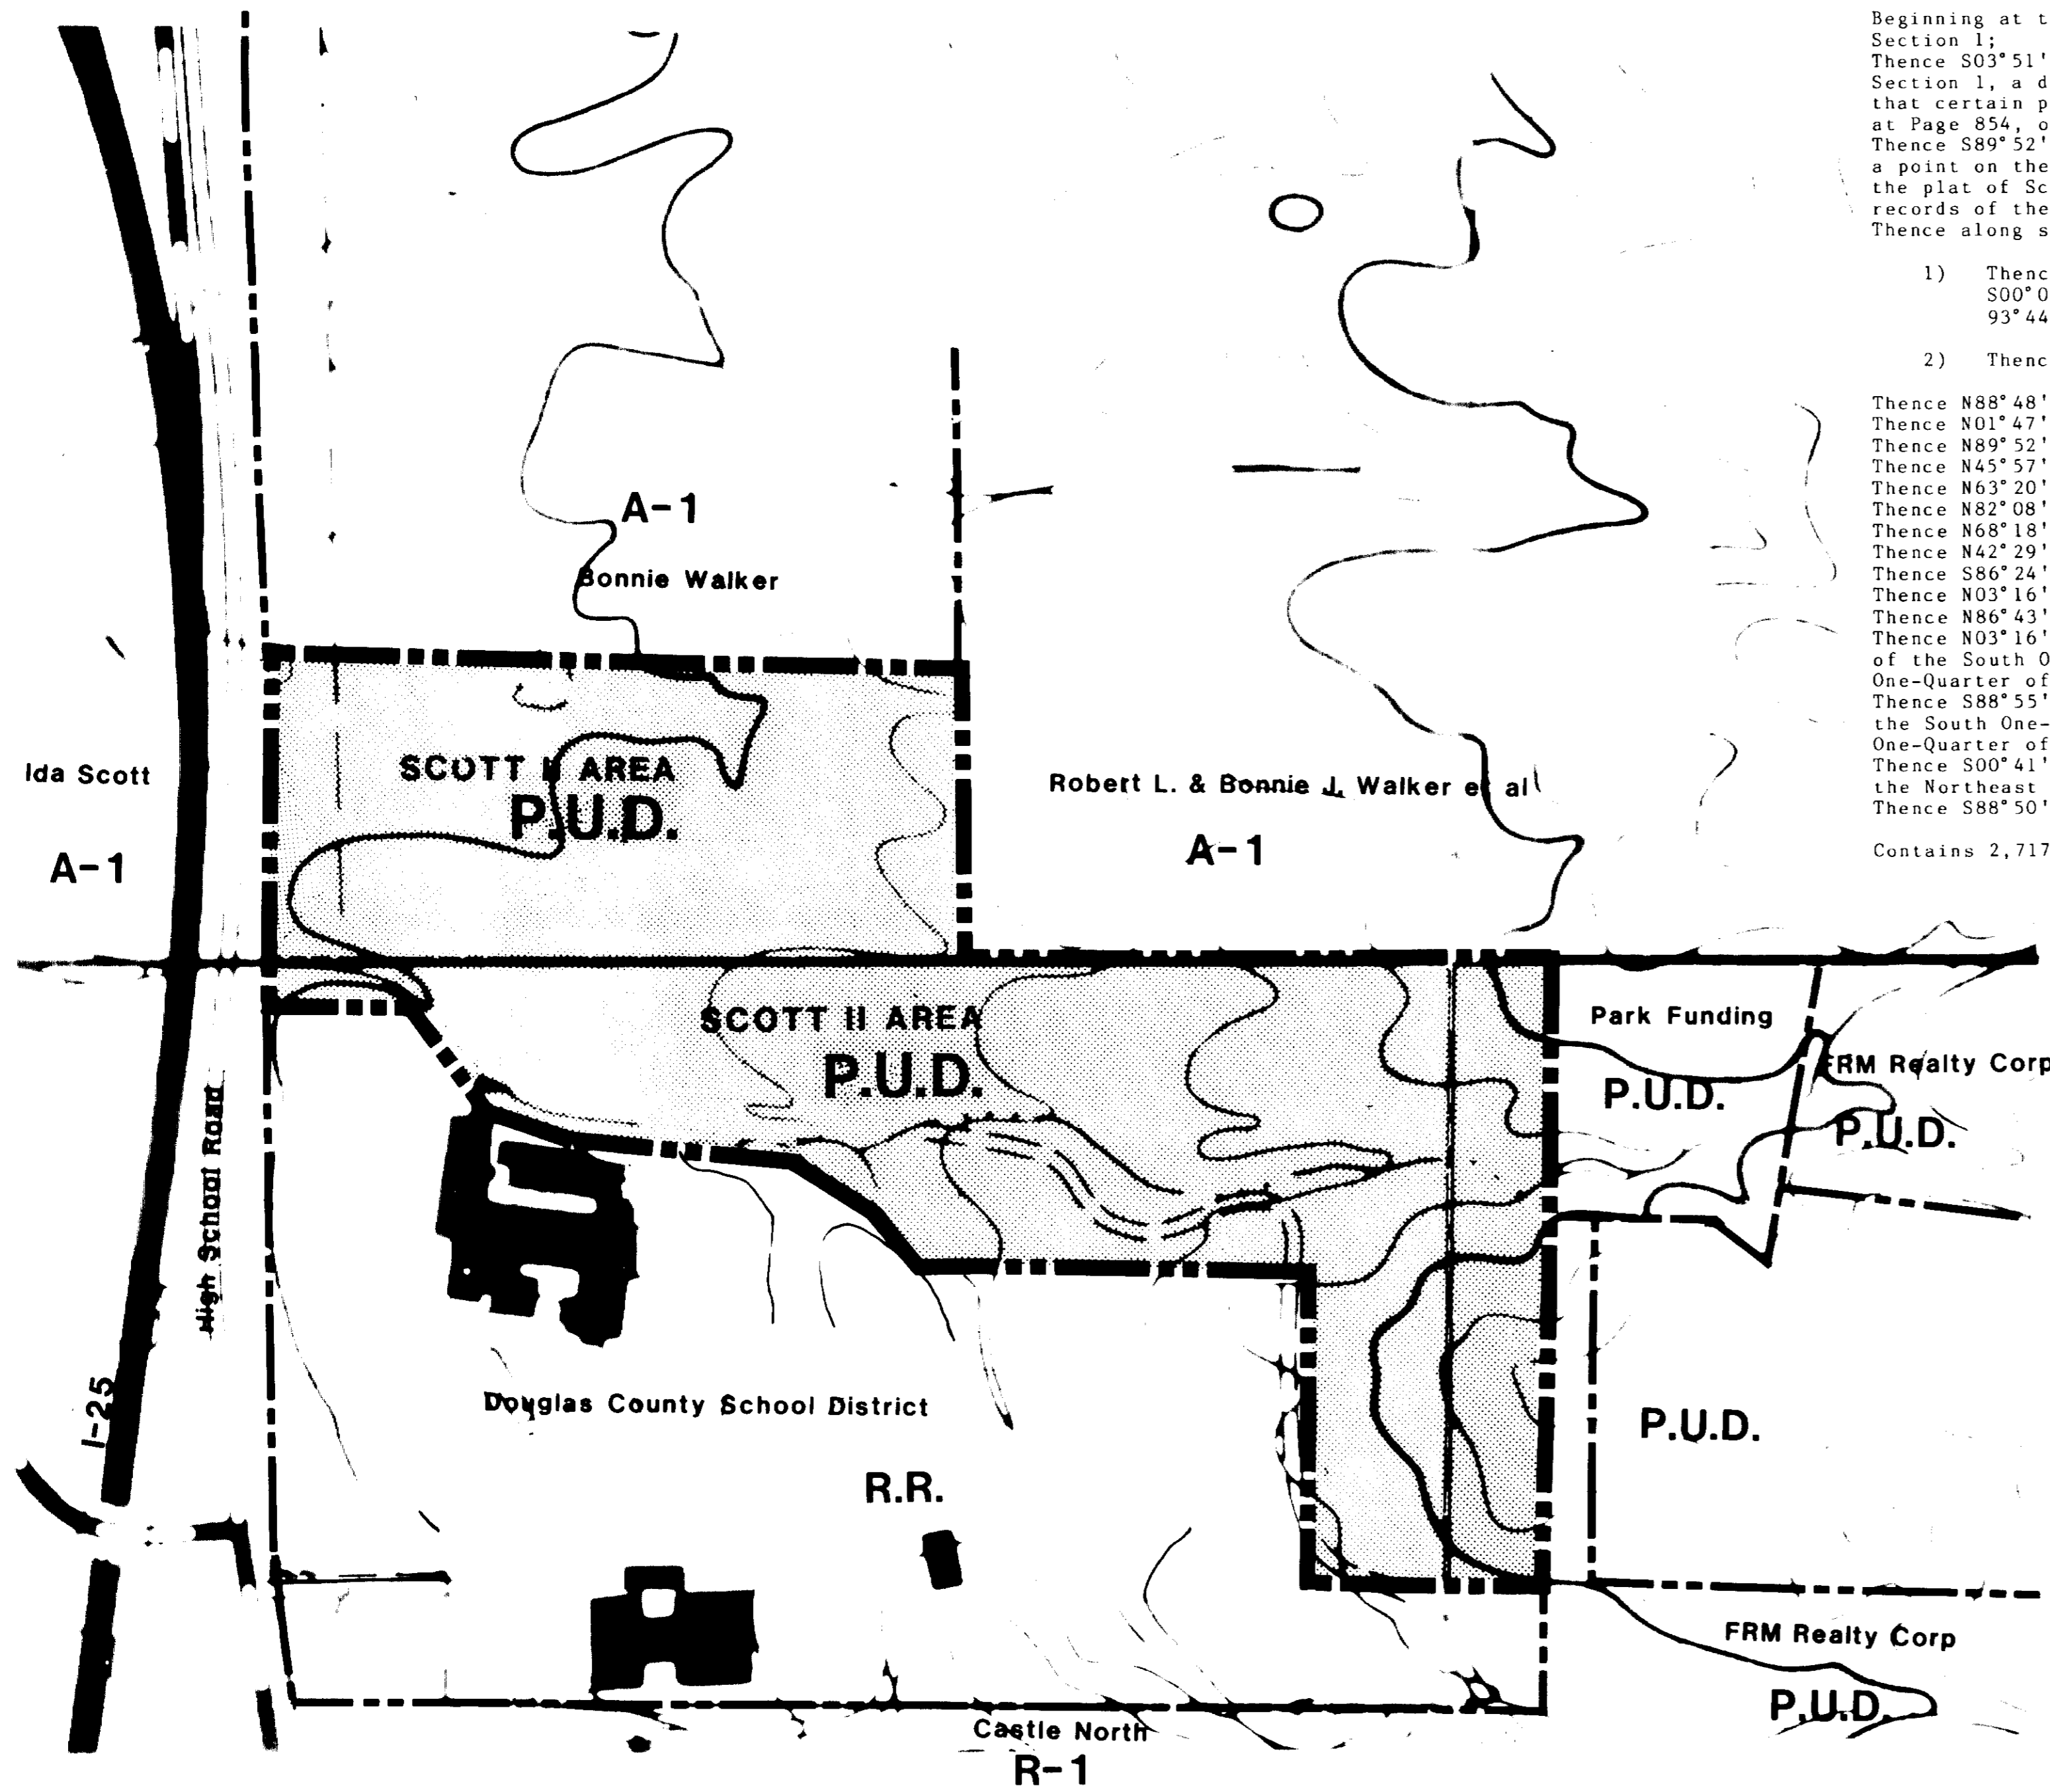 A-1
Bonnie Walker
SCOTT II AREA
P.U.D.
Ida Scott
A-1
Robert L. & Bonnie J. Walker et al
A-1
SCOTT II AREA
P.U.D.
Park Funding
P.U.D.
FRM Realty Corp
P.U.D.
High School Road
I-25
Douglas County School District
R.R.
P.U.D.
FRM Realty Corp
P.U.D.
Castle North
R-1
Beginning at t
Section 1;
Thence S03°51'
Section 1, a d
that certain p
at Page 854, o
Thence S89°52'
a point on the
the plat of Sc
records of the
Thence along s
1) Thenc
S00°0
93°44
2) Thenc
Thence N88°48'
Thence N01°47'
Thence N89°52'
Thence N45°57'
Thence N63°20'
Thence N82°08'
Thence N68°18'
Thence N42°29'
Thence S86°24'
Thence N03°16'
Thence N86°43'
Thence N03°16'
of the South O
One-Quarter of
Thence S88°55'
the South One-
One-Quarter of
Thence S00°41'
the Northeast
Thence S88°50'
Contains 2,717